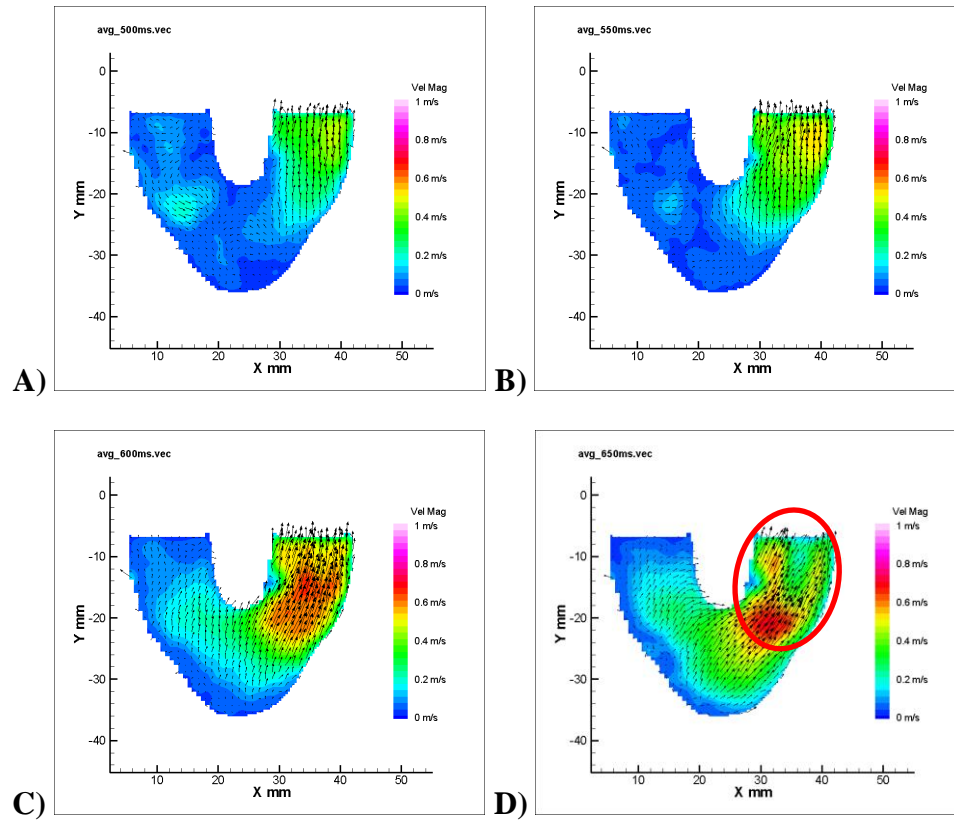 avg_500ms.vec
Vel Mag
1 m/s
0.8 m/s
0.6 m/s
0.4 m/s
0.2 m/s
0 m/s
0
-10
-20
-30
-40
Y mm
10 20 30 40 50
X mm
A)
avg_550ms.vec
Vel Mag
1 m/s
0.8 m/s
0.6 m/s
0.4 m/s
0.2 m/s
0 m/s
0
-10
-20
-30
-40
Y mm
10 20 30 40 50
X mm
B)
avg_600ms.vec
Vel Mag
1 m/s
0.8 m/s
0.6 m/s
0.4 m/s
0.2 m/s
0 m/s
0
-10
-20
-30
-40
Y mm
10 20 30 40 50
X mm
C)
avg_650ms.vec
Vel Mag
1 m/s
0.8 m/s
0.6 m/s
0.4 m/s
0.2 m/s
0 m/s
0
-10
-20
-30
-40
Y mm
10 20 30 40 50
X mm
D)